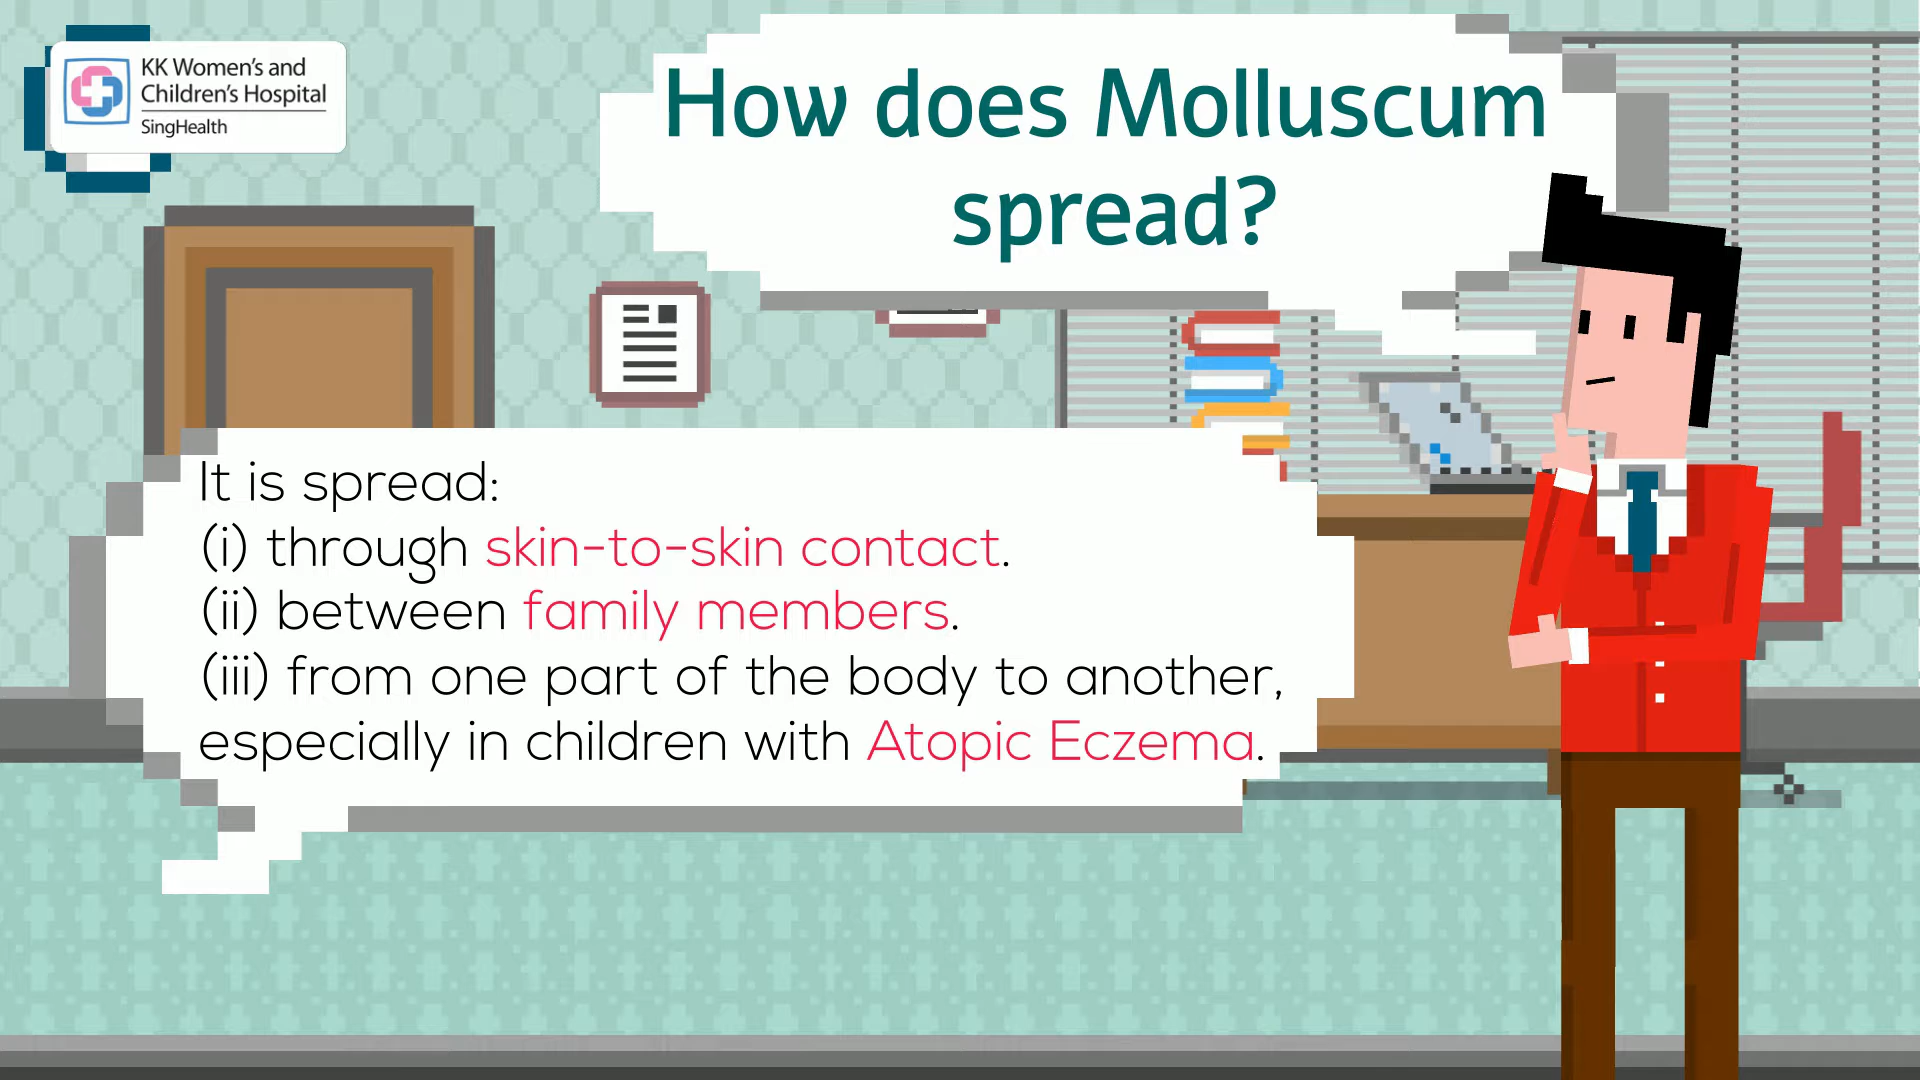 KK Women's and
Children's Hospital
SingHealth
How does Molluscum
spread?
It is spread:
(i) through skin-to-skin contact.
(ii) between family members.
(iii) from one part of the body to another,
especially in children with Atopic Eczema.